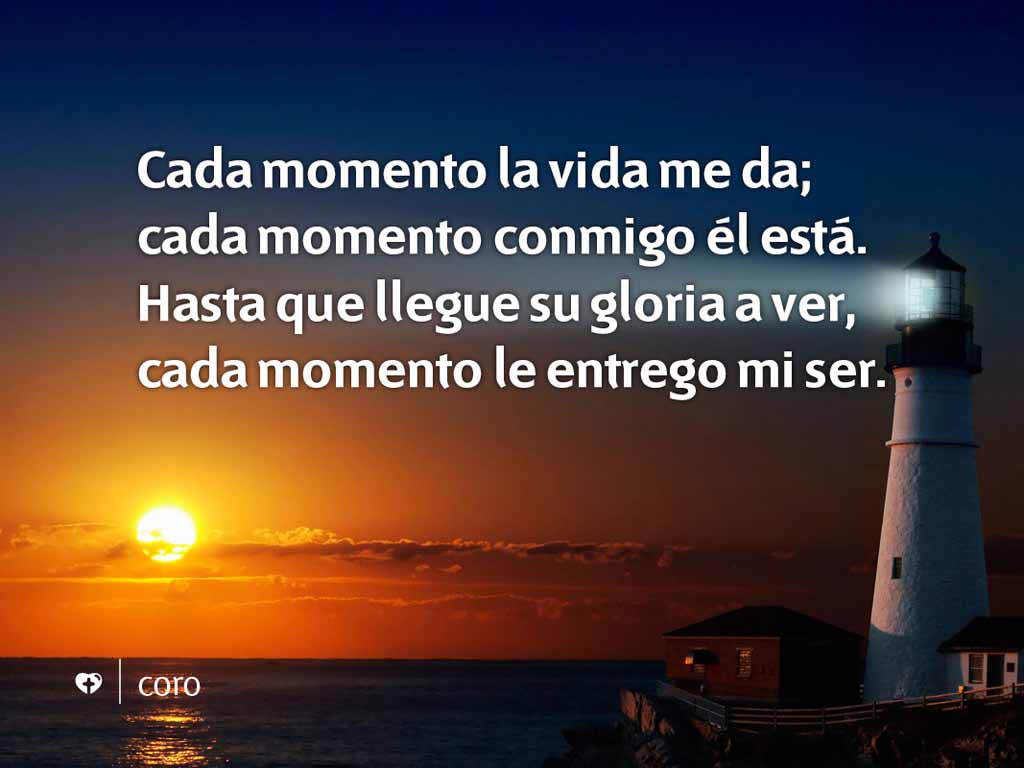 Cada momento la vida me da;
cada momento conmigo él está.
Hasta que llegue su gloria a ver,
cada momento le entrego mi ser.
coro